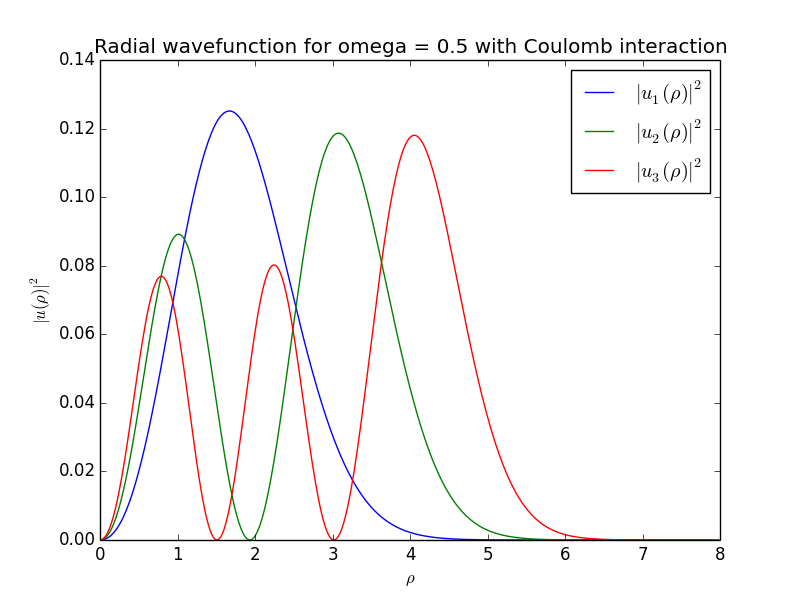 Radial wavefunction for omega = 0.5 with Coulomb interaction
0.14
0.12
0.10
0.08
0.06
0.04
0.02
0.00
|u(ρ)|²
|u₁(ρ)|²
|u₂(ρ)|²
|u₃(ρ)|²
0 1 2 3 4 5 6 7 8
ρ